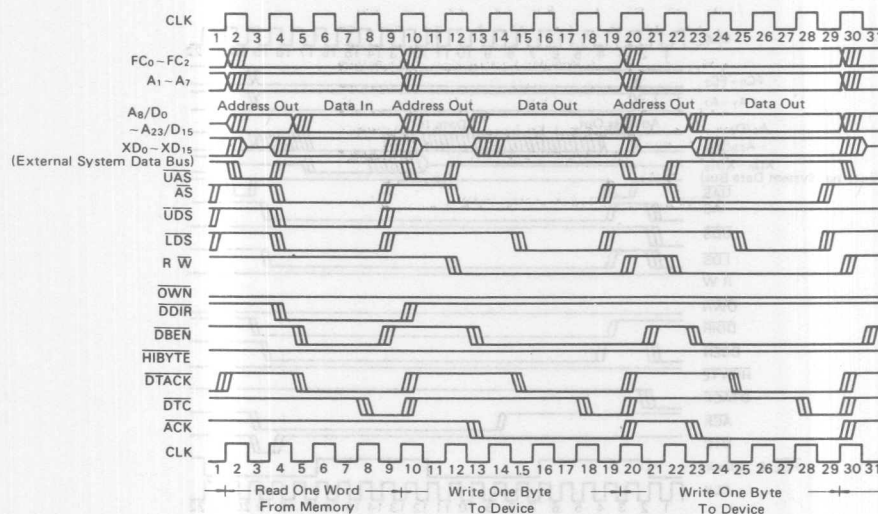 CLK
1 2 3 4 5 6 7 8 9 10 11 12 13 14 15 16 17 18 19 20 21 22 23 24 25 26 27 28 29 30 31
FC₀~FC₂
A₁~A₇
Address Out Data In Address Out Data Out Address Out Data Out
A₈/D₀
~A₂₃/D₁₅
XD₀~XD₁₅
(External System Data Bus)
UAS
AS
UDS
LDS
R W
OWN
DDIR
DBEN
HIBYTE
DTACK
DTC
ACK
CLK
1 2 3 4 5 6 7 8 9 10 11 12 13 14 15 16 17 18 19 20 21 22 23 24 25 26 27 28 29 30 31
Read One Word Write One Byte Write One Byte
From Memory To Device To Device